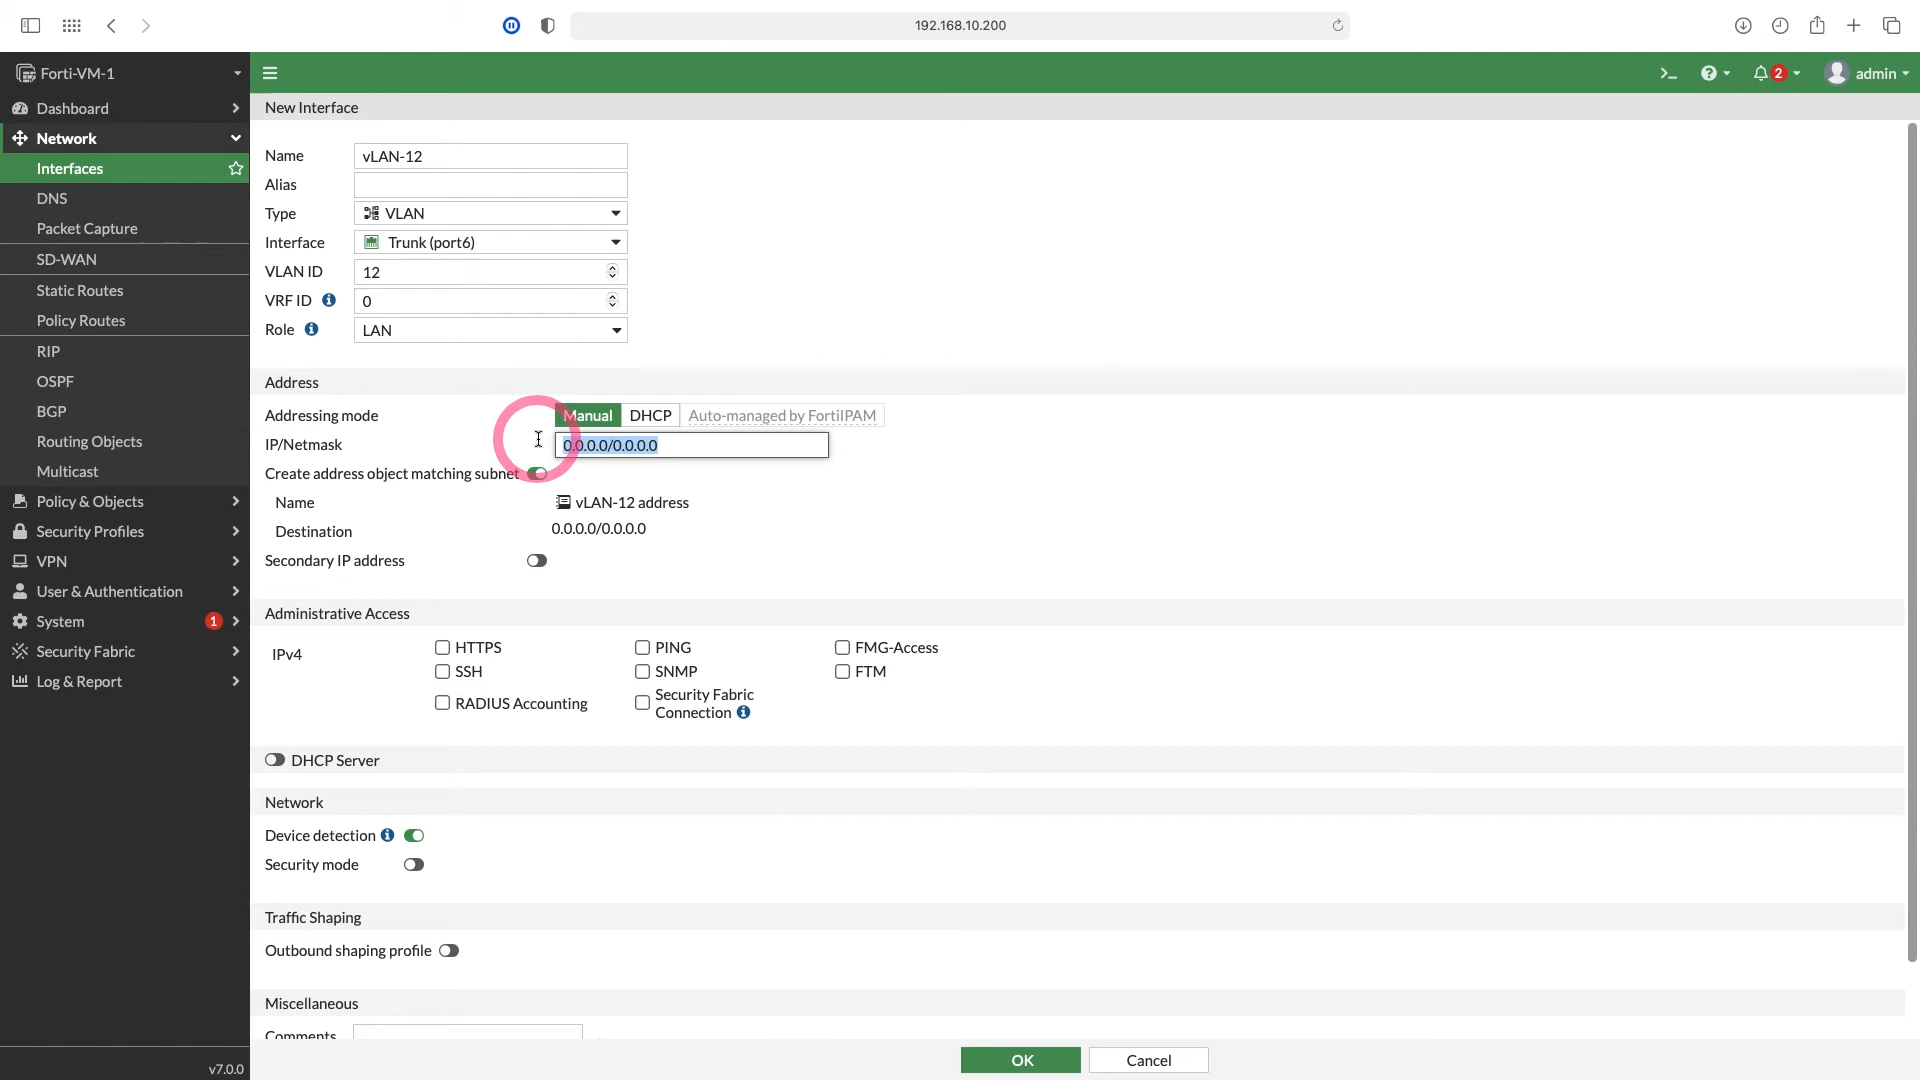 192.168.10.200
Forti-VM-1
2
admin
Dashboard
Network
Interfaces
DNS
Packet Capture
SD-WAN
Static Routes
Policy Routes
RIP
OSPF
BGP
Routing Objects
Multicast
Policy & Objects
Security Profiles
VPN
User & Authentication
System 1
Security Fabric
Log & Report
v7.0.0
New Interface
Name vLAN-12
Alias
Type VLAN
Interface Trunk (port6)
VLAN ID 12
VRF ID 0
Role LAN
Address
Addressing mode Manual DHCP Auto-managed by FortiIPAM
IP/Netmask 0.0.0.0/0.0.0.0
Create address object matching subnet
Name vLAN-12 address
Destination 0.0.0.0/0.0.0.0
Secondary IP address
Administrative Access
IPv4
HTTPS PING FMG-Access
SSH SNMP FTM
RADIUS Accounting Security Fabric
Connection
DHCP Server
Network
Device detection
Security mode
Traffic Shaping
Outbound shaping profile
Miscellaneous
Comments
OK Cancel